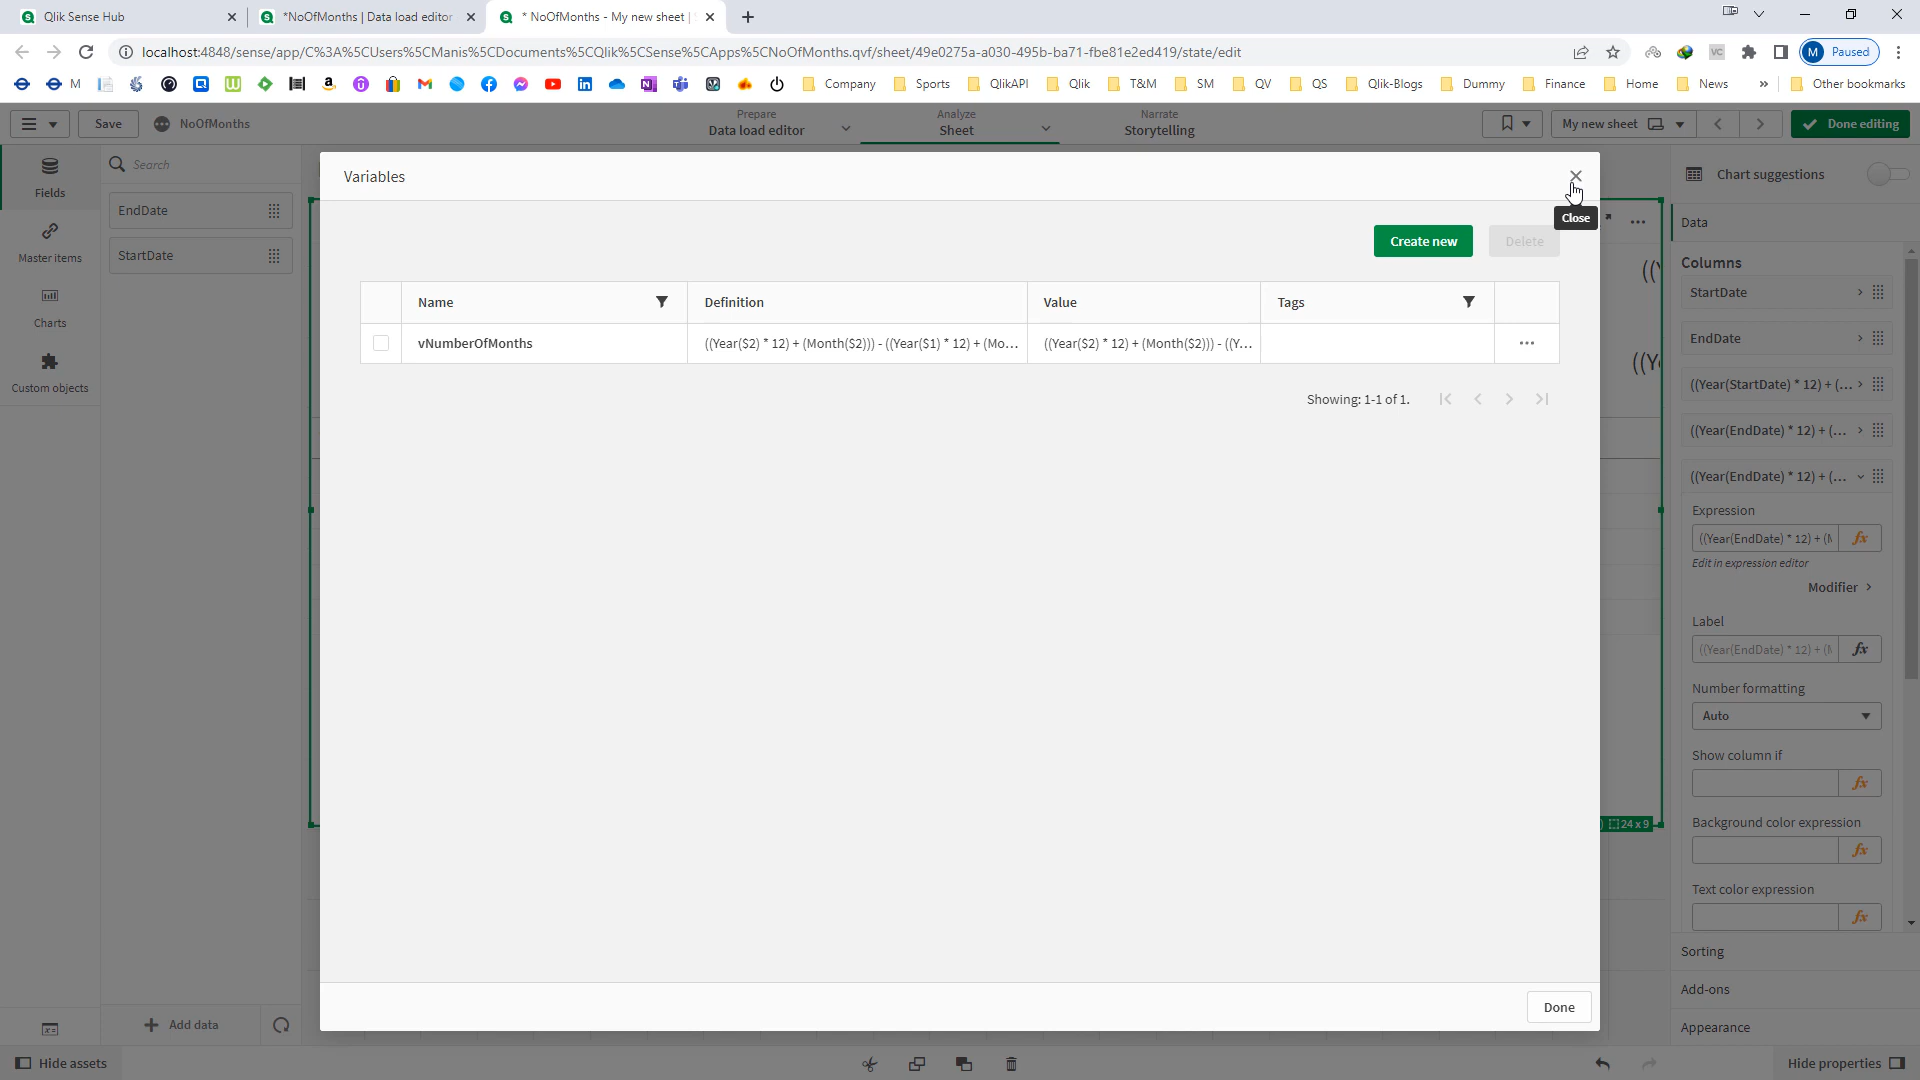 Qlik Sense Hub
*NoOfMonths | Data load editor
* NoOfMonths - My new sheet |
localhost:4848/sense/app/C%3A%5CUsers%5CManis%5CDocuments%5CQlik%5CSense%5CApps%5CNoOfMonths.qvf/sheet/49e0275a-a030-495b-ba71-fbe81e2ed419/state/edit
VC
M Paused
M
Company
Sports
QlikAPI
Qlik
T&M
SM
QV
QS
Qlik-Blogs
Dummy
Finance
Home
News
»
Other bookmarks
Save
NoOfMonths
Prepare
Data load editor
Analyze
Sheet
Narrate
Storytelling
My new sheet
Done editing
Fields
Master items
Charts
Custom objects
Search
EndDate
StartDate
Variables
Close
Create new
Delete
Name
Definition
Value
Tags
vNumberOfMonths
((Year($2) * 12) + (Month($2))) - ((Year($1) * 12) + (Mo...
((Year($2) * 12) + (Month($2))) - ((Y...
Showing: 1-1 of 1.
Done
24 x 9
Chart suggestions
Data
Columns
StartDate
EndDate
((Year(StartDate) * 12) + (...
((Year(EndDate) * 12) + (...
((Year(EndDate) * 12) + (...
Expression
((Year(EndDate) * 12) + (M
fx
Edit in expression editor
Modifier
Label
((Year(EndDate) * 12) + (M
fx
Number formatting
Auto
Show column if
fx
Background color expression
fx
Text color expression
fx
Sorting
Add-ons
Appearance
Add data
Hide assets
Hide properties